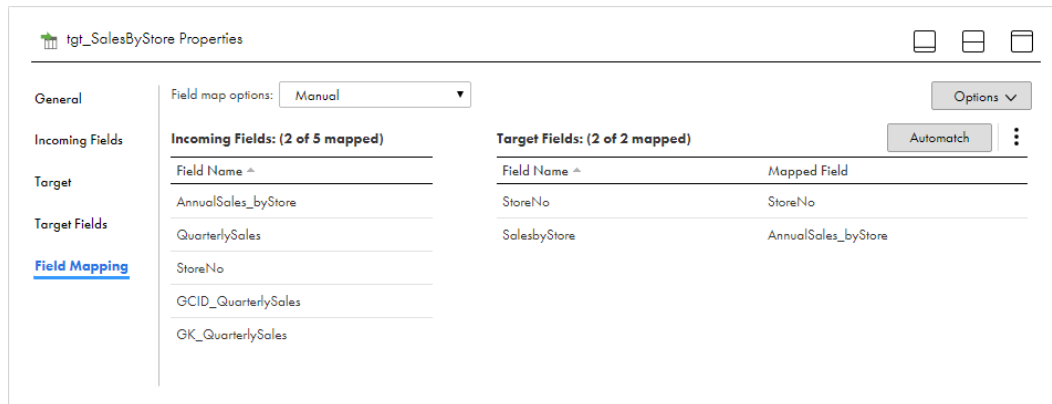 tgt_SalesByStore Properties
General
Incoming Fields
Target
Target Fields
Field Mapping
Field map options: Manual
Options
Incoming Fields: (2 of 5 mapped)
Field Name
AnnualSales_byStore
QuarterlySales
StoreNo
GCID_QuarterlySales
GK_QuarterlySales
Target Fields: (2 of 2 mapped)
Automatch
Field Name Mapped Field
StoreNo StoreNo
SalesbyStore AnnualSales_byStore